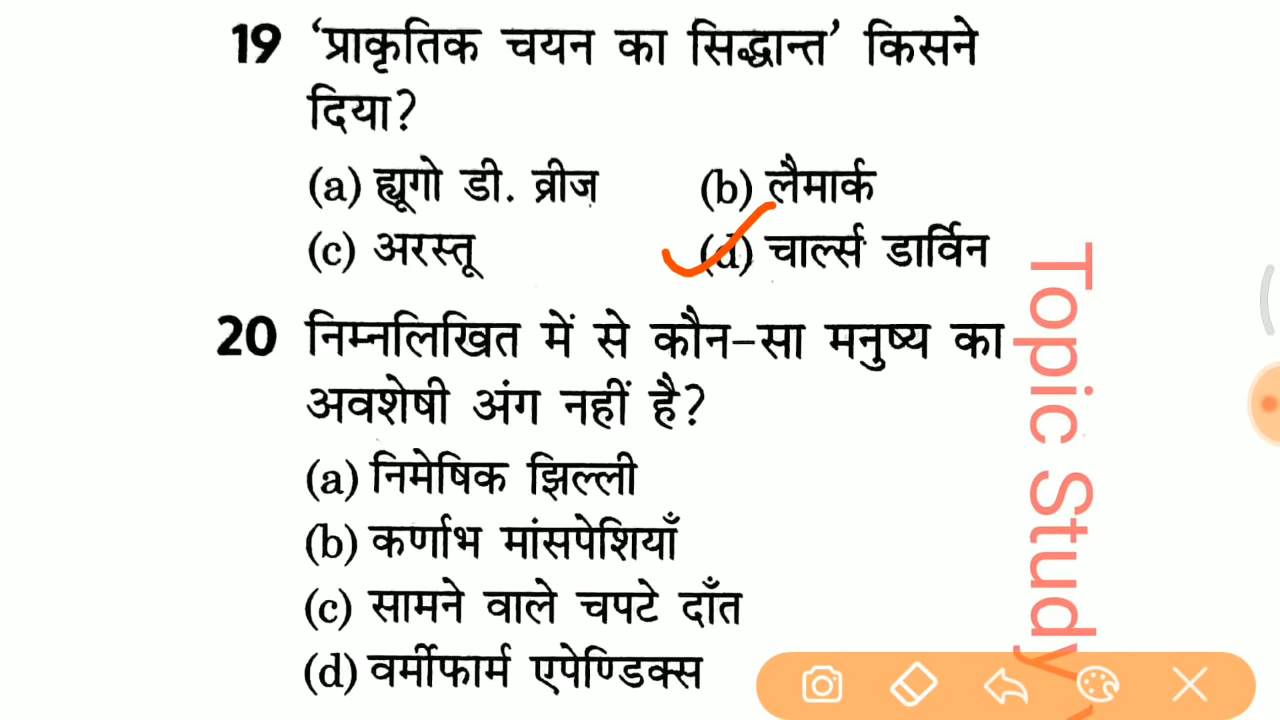 19 ‘प्राकृतिक चयन का सिद्धान्त’ किसने
दिया?
(a) ह्यूगो डी. व्रीज (b) लैमार्क
(c) अरस्तू (d) चार्ल्स डार्विन
20 निम्नलिखित में से कौन-सा मनुष्य का
अवशेषी अंग नहीं है?
(a) निमेषिक झिल्ली
(b) कर्णाभ मांसपेशियाँ
(c) सामने वाले चपटे दाँत
(d) वर्मीफार्म एपेण्डिक्स
Topic Study